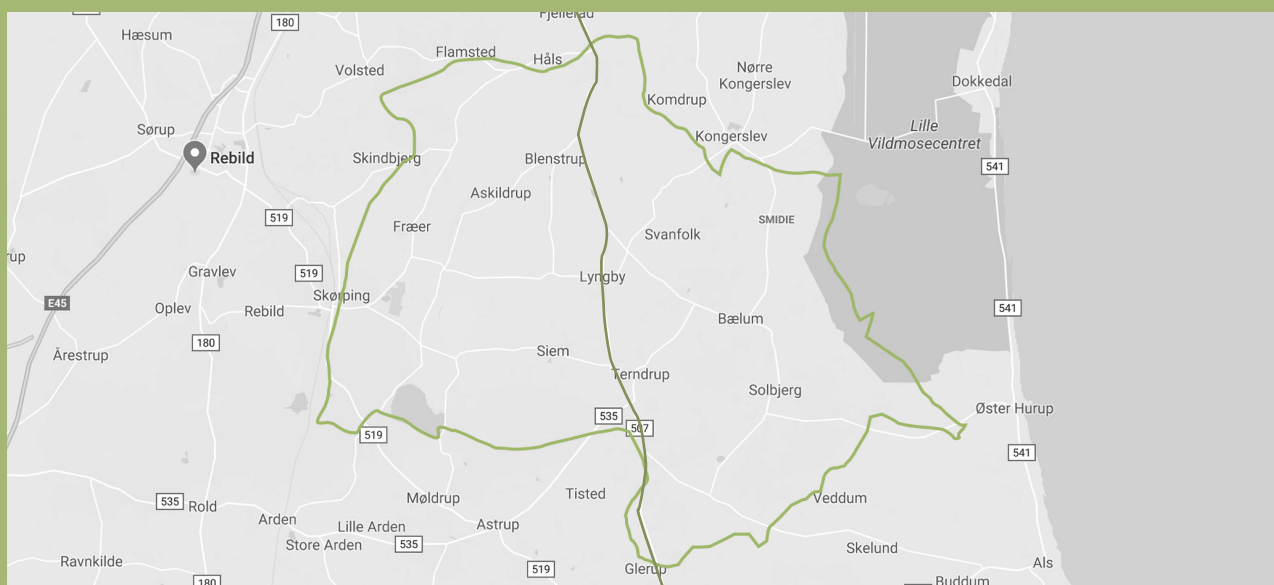 Fjellerad
180
Hæsum
Flamsted
Håls
Volsted
Nørre
Kongerslev
Dokkedal
Komdrup
Sørup
Kongerslev
Lille
Vildmosecentret
Rebild
Skindbjerg
Blenstrup
541
Askildrup
519
Fræer
SMIDIE
Svanfolk
rup
Gravlev
519
Lyngby
Skørping
E45
Oplev
Rebild
541
Bælum
180
Årestrup
Siem
Terndrup
Solbjerg
535
507
Øster Hurup
519
541
Møldrup
Tisted
Veddum
535
Rold
Arden
Lille Arden
Astrup
Store Arden
535
Skelund
Ravnkilde
519
Glerup
Als
180
Buddum